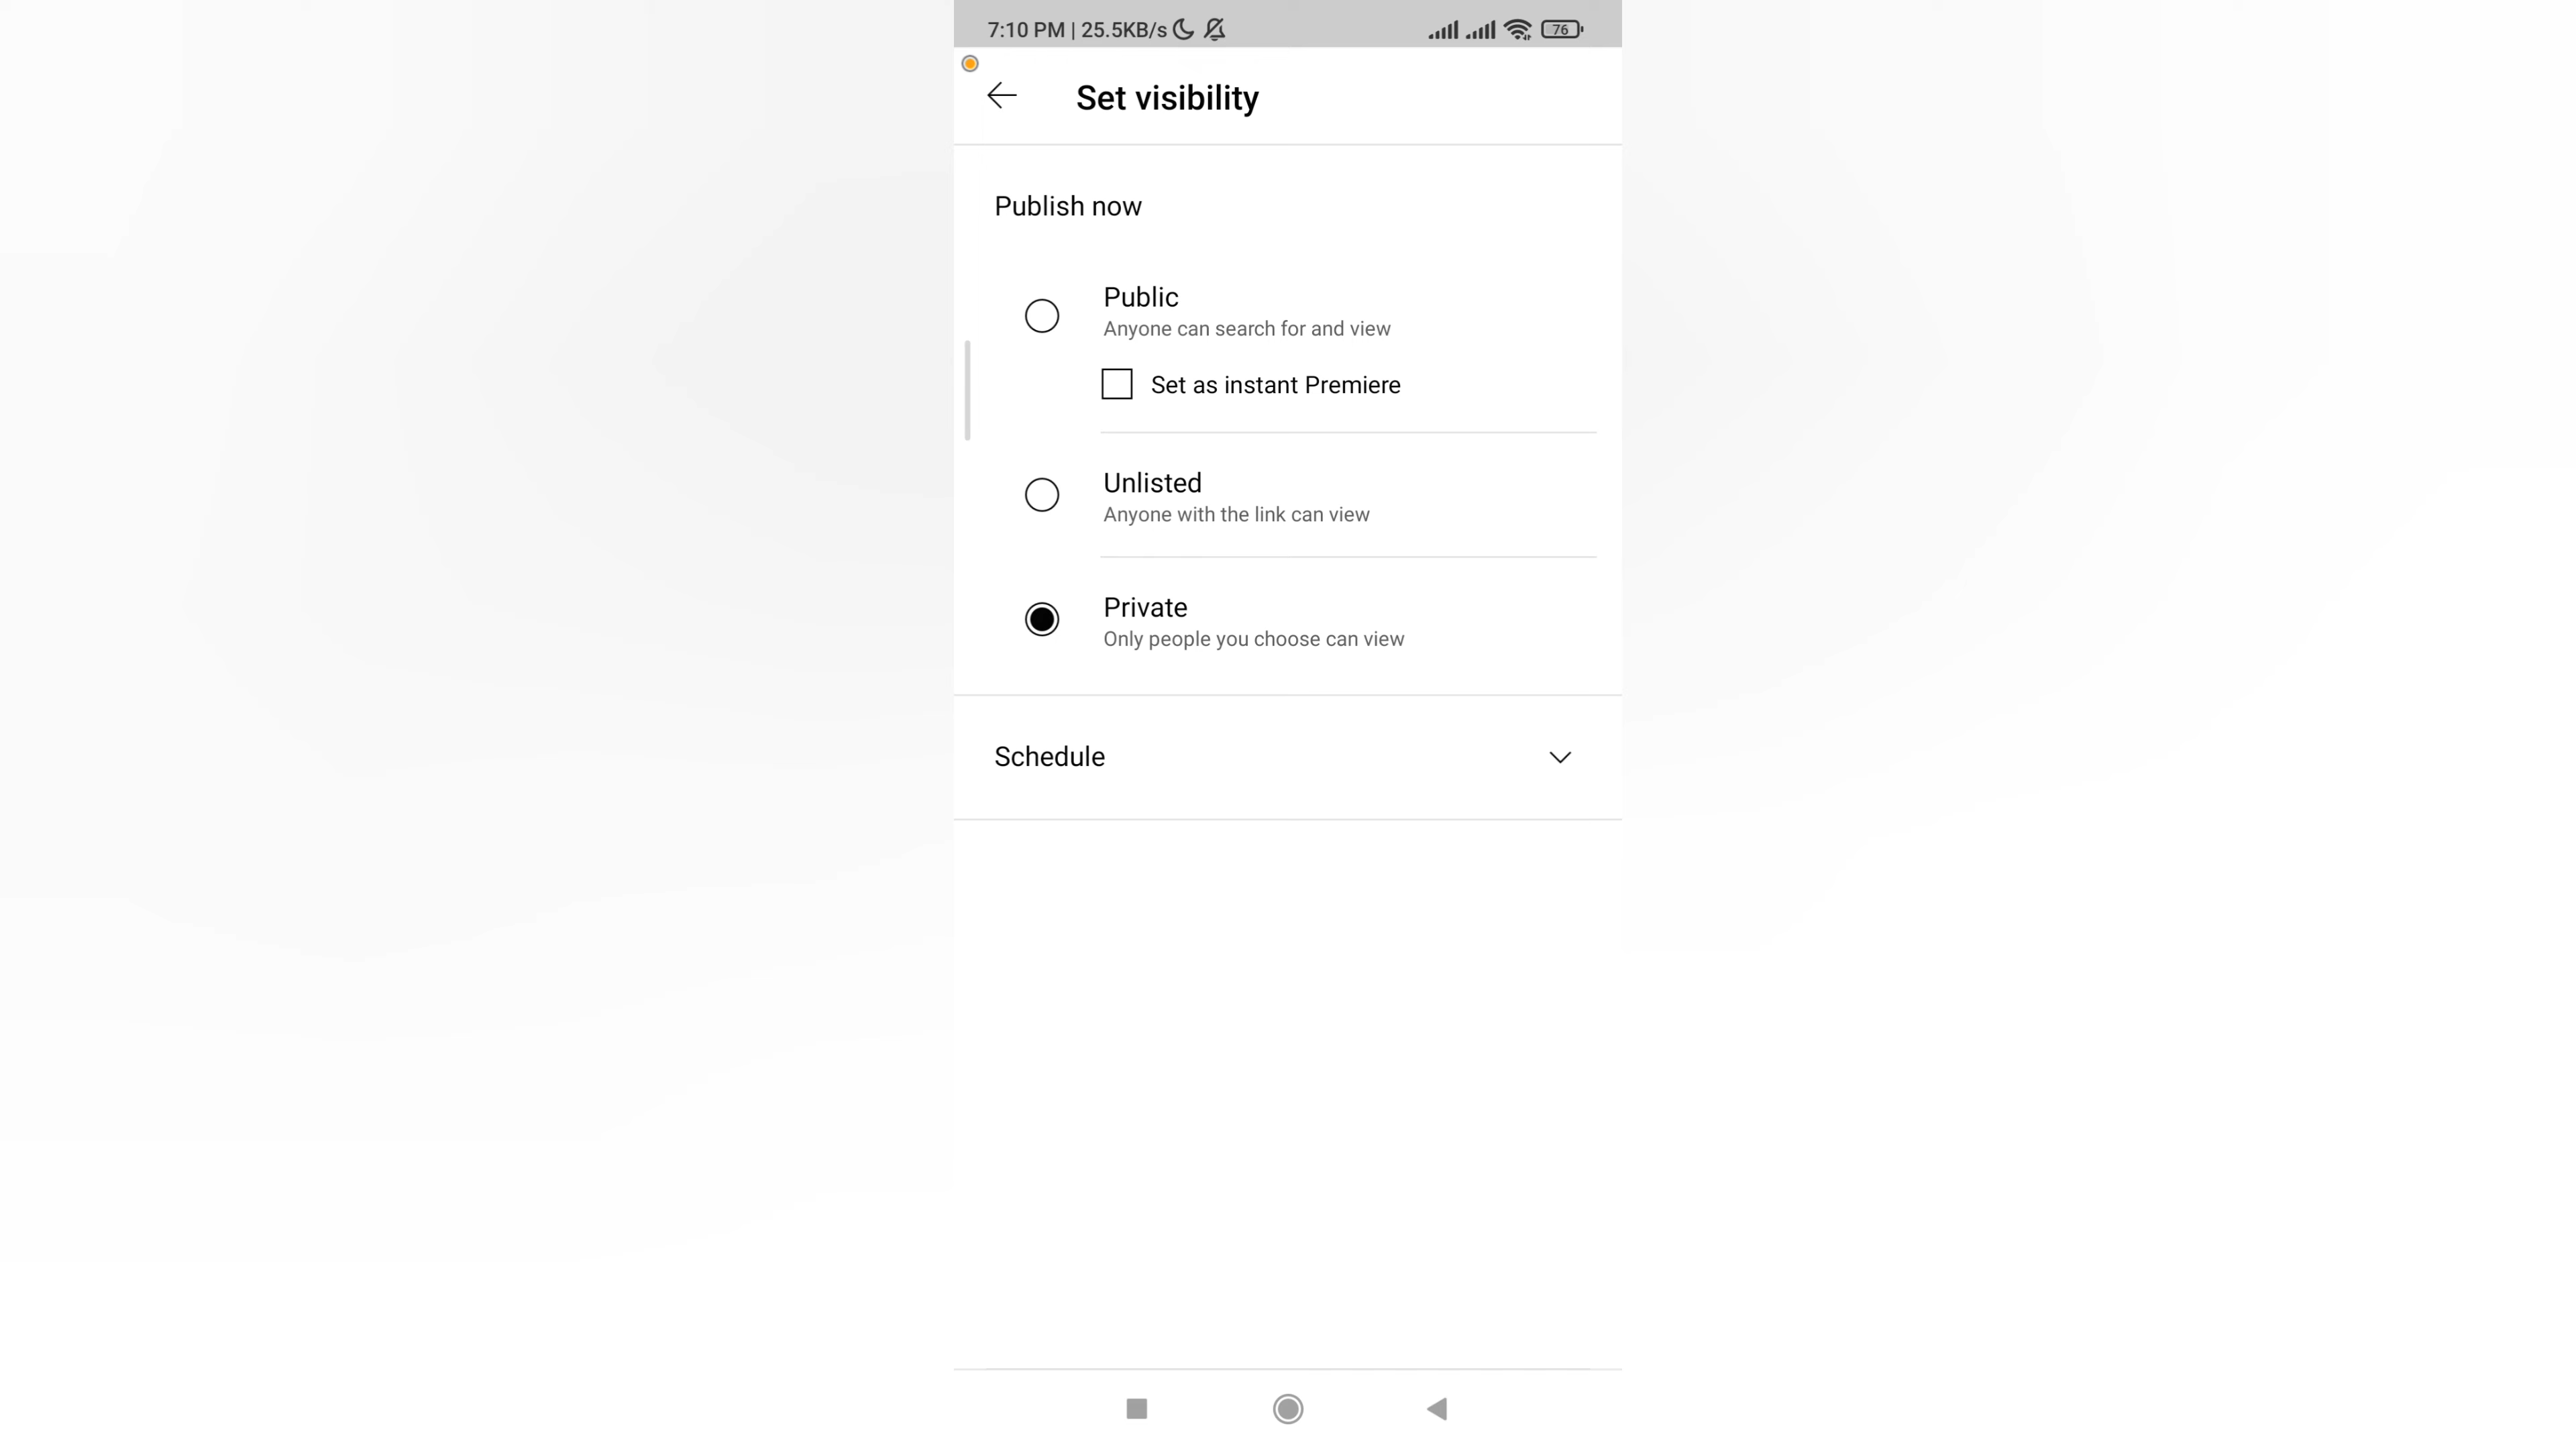 7:10 PM | 25.5KB/s
76
Set visibility
Publish now
Public
Anyone can search for and view
Set as instant Premiere
Unlisted
Anyone with the link can view
Private
Only people you choose can view
Schedule